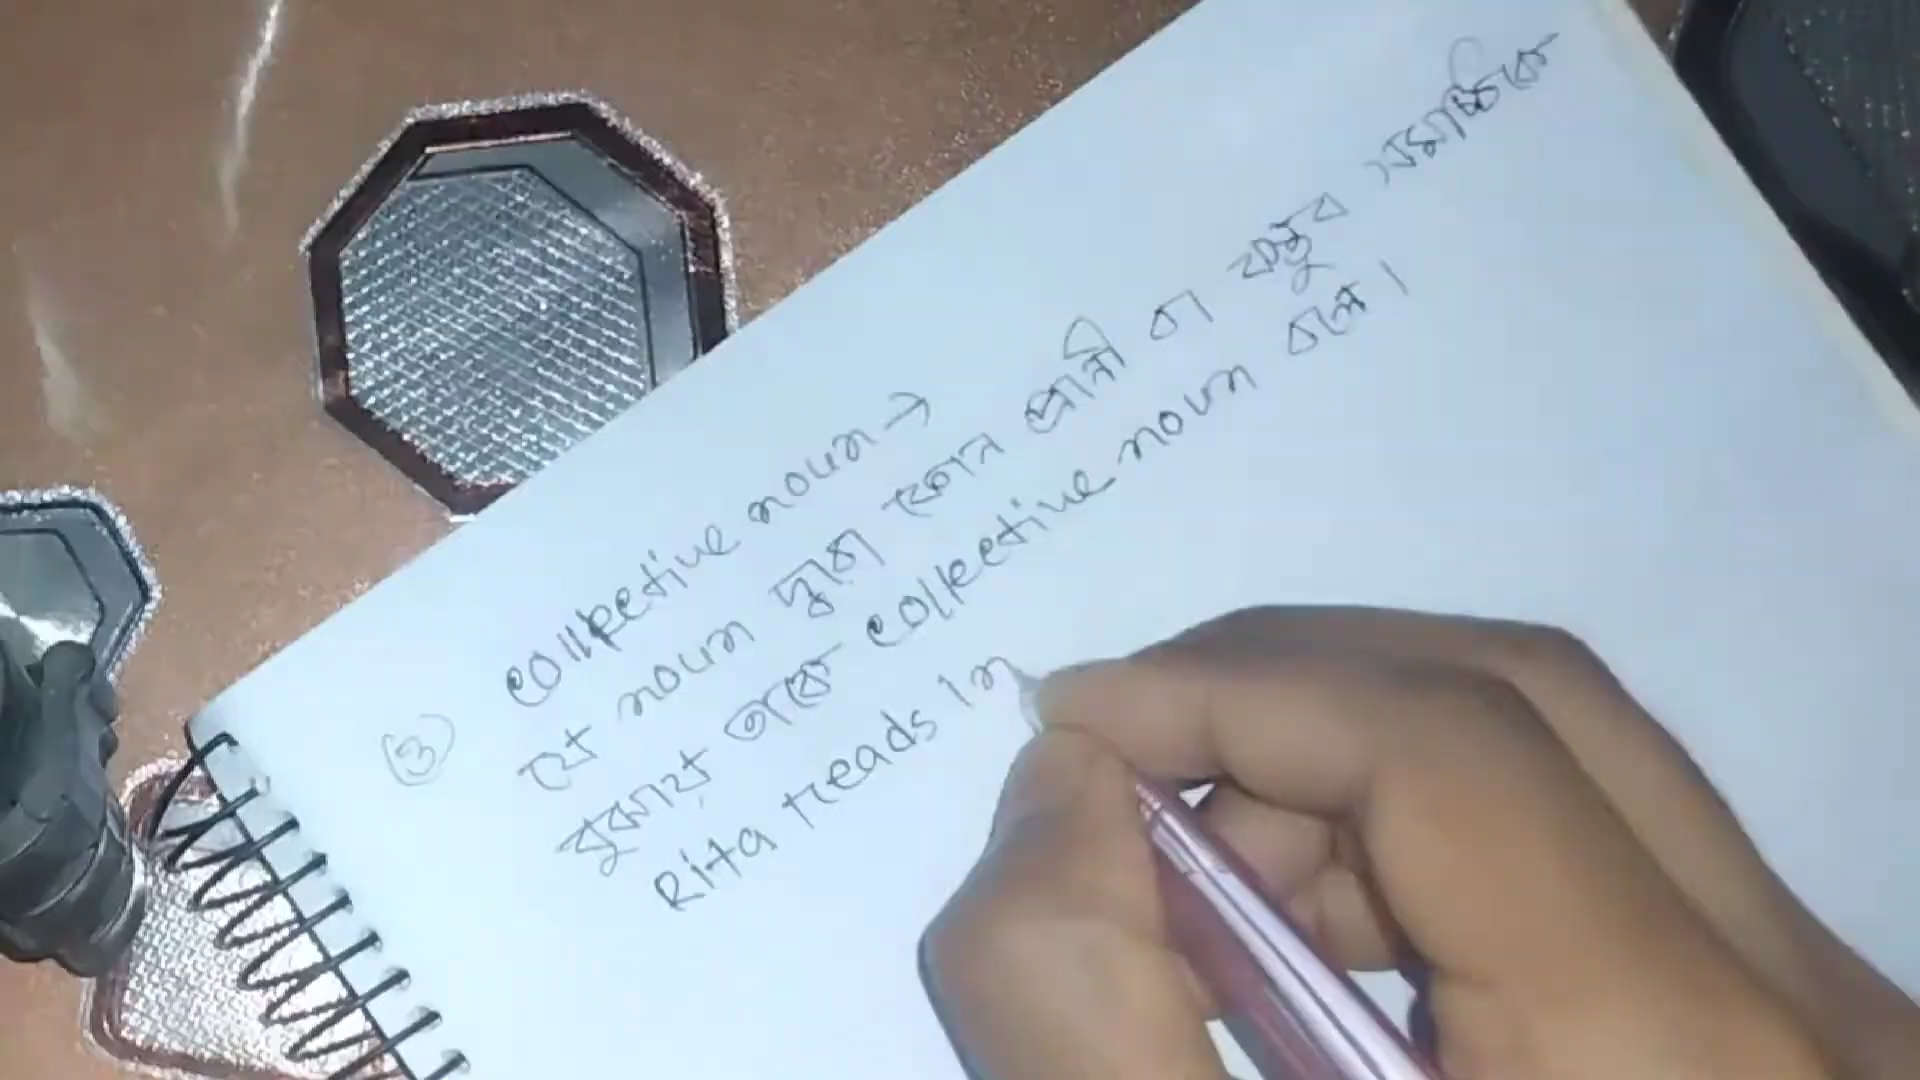 ③ Collective noun →
যে noun দ্বারা কোন প্রানী বা বস্তুর সমষ্টিকে
বুঝায় তাকে collective noun বলে।
Rita reads in